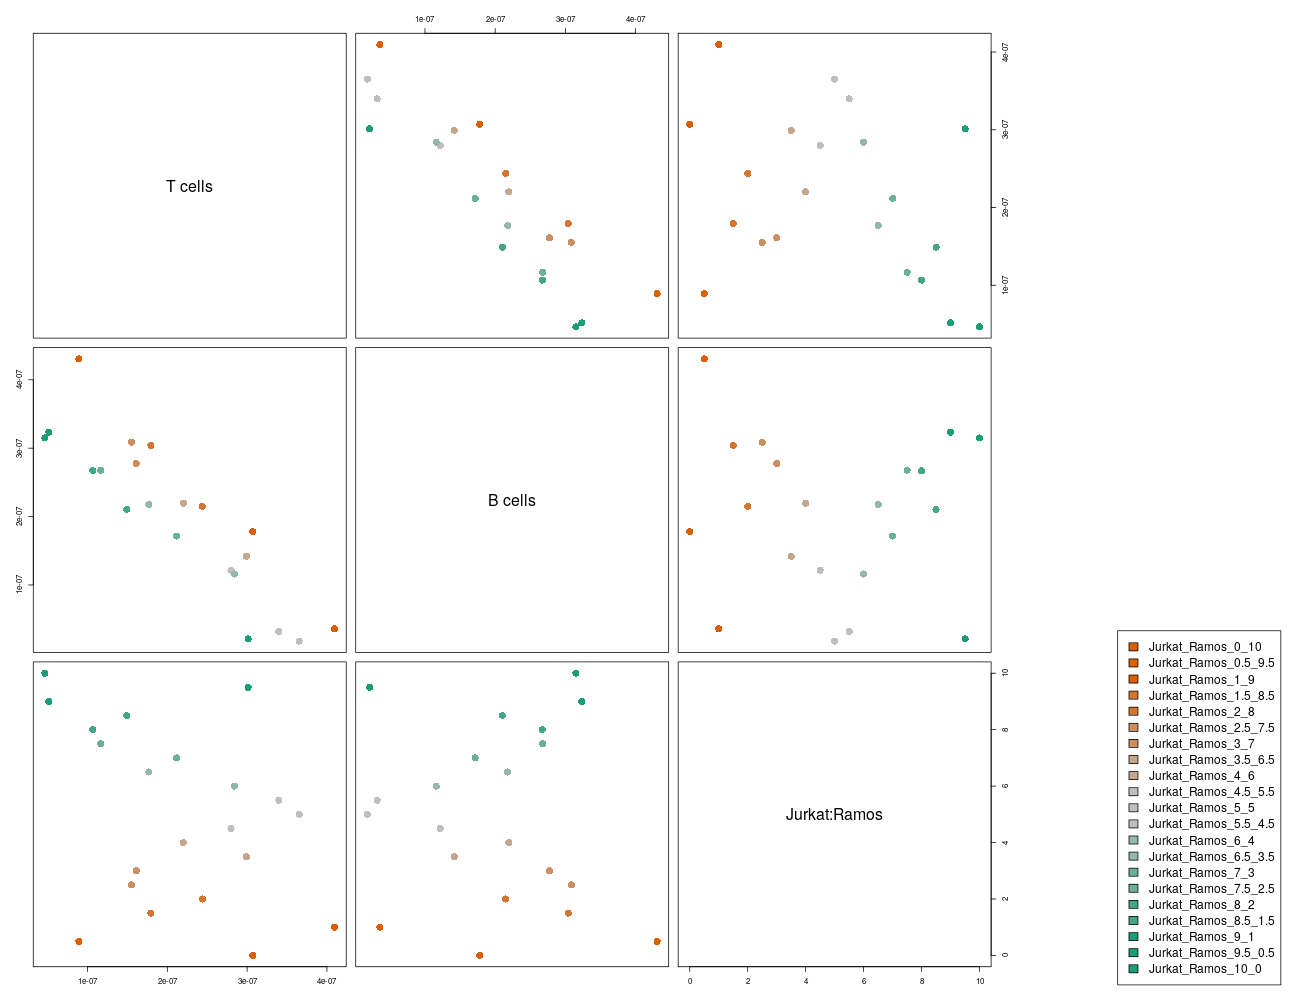 1e-07 2e-07 3e-07 4e-07
T cells
4e-07
3e-07
2e-07
1e-07
4e-07
3e-07
2e-07
1e-07
B cells
Jurkat:Ramos
10
8
6
4
2
0
1e-07 2e-07 3e-07 4e-07
0 2 4 6 8 10
Jurkat_Ramos_0_10
Jurkat_Ramos_0.5_9.5
Jurkat_Ramos_1_9
Jurkat_Ramos_1.5_8.5
Jurkat_Ramos_2_8
Jurkat_Ramos_2.5_7.5
Jurkat_Ramos_3_7
Jurkat_Ramos_3.5_6.5
Jurkat_Ramos_4_6
Jurkat_Ramos_4.5_5.5
Jurkat_Ramos_5_5
Jurkat_Ramos_5.5_4.5
Jurkat_Ramos_6_4
Jurkat_Ramos_6.5_3.5
Jurkat_Ramos_7_3
Jurkat_Ramos_7.5_2.5
Jurkat_Ramos_8_2
Jurkat_Ramos_8.5_1.5
Jurkat_Ramos_9_1
Jurkat_Ramos_9.5_0.5
Jurkat_Ramos_10_0